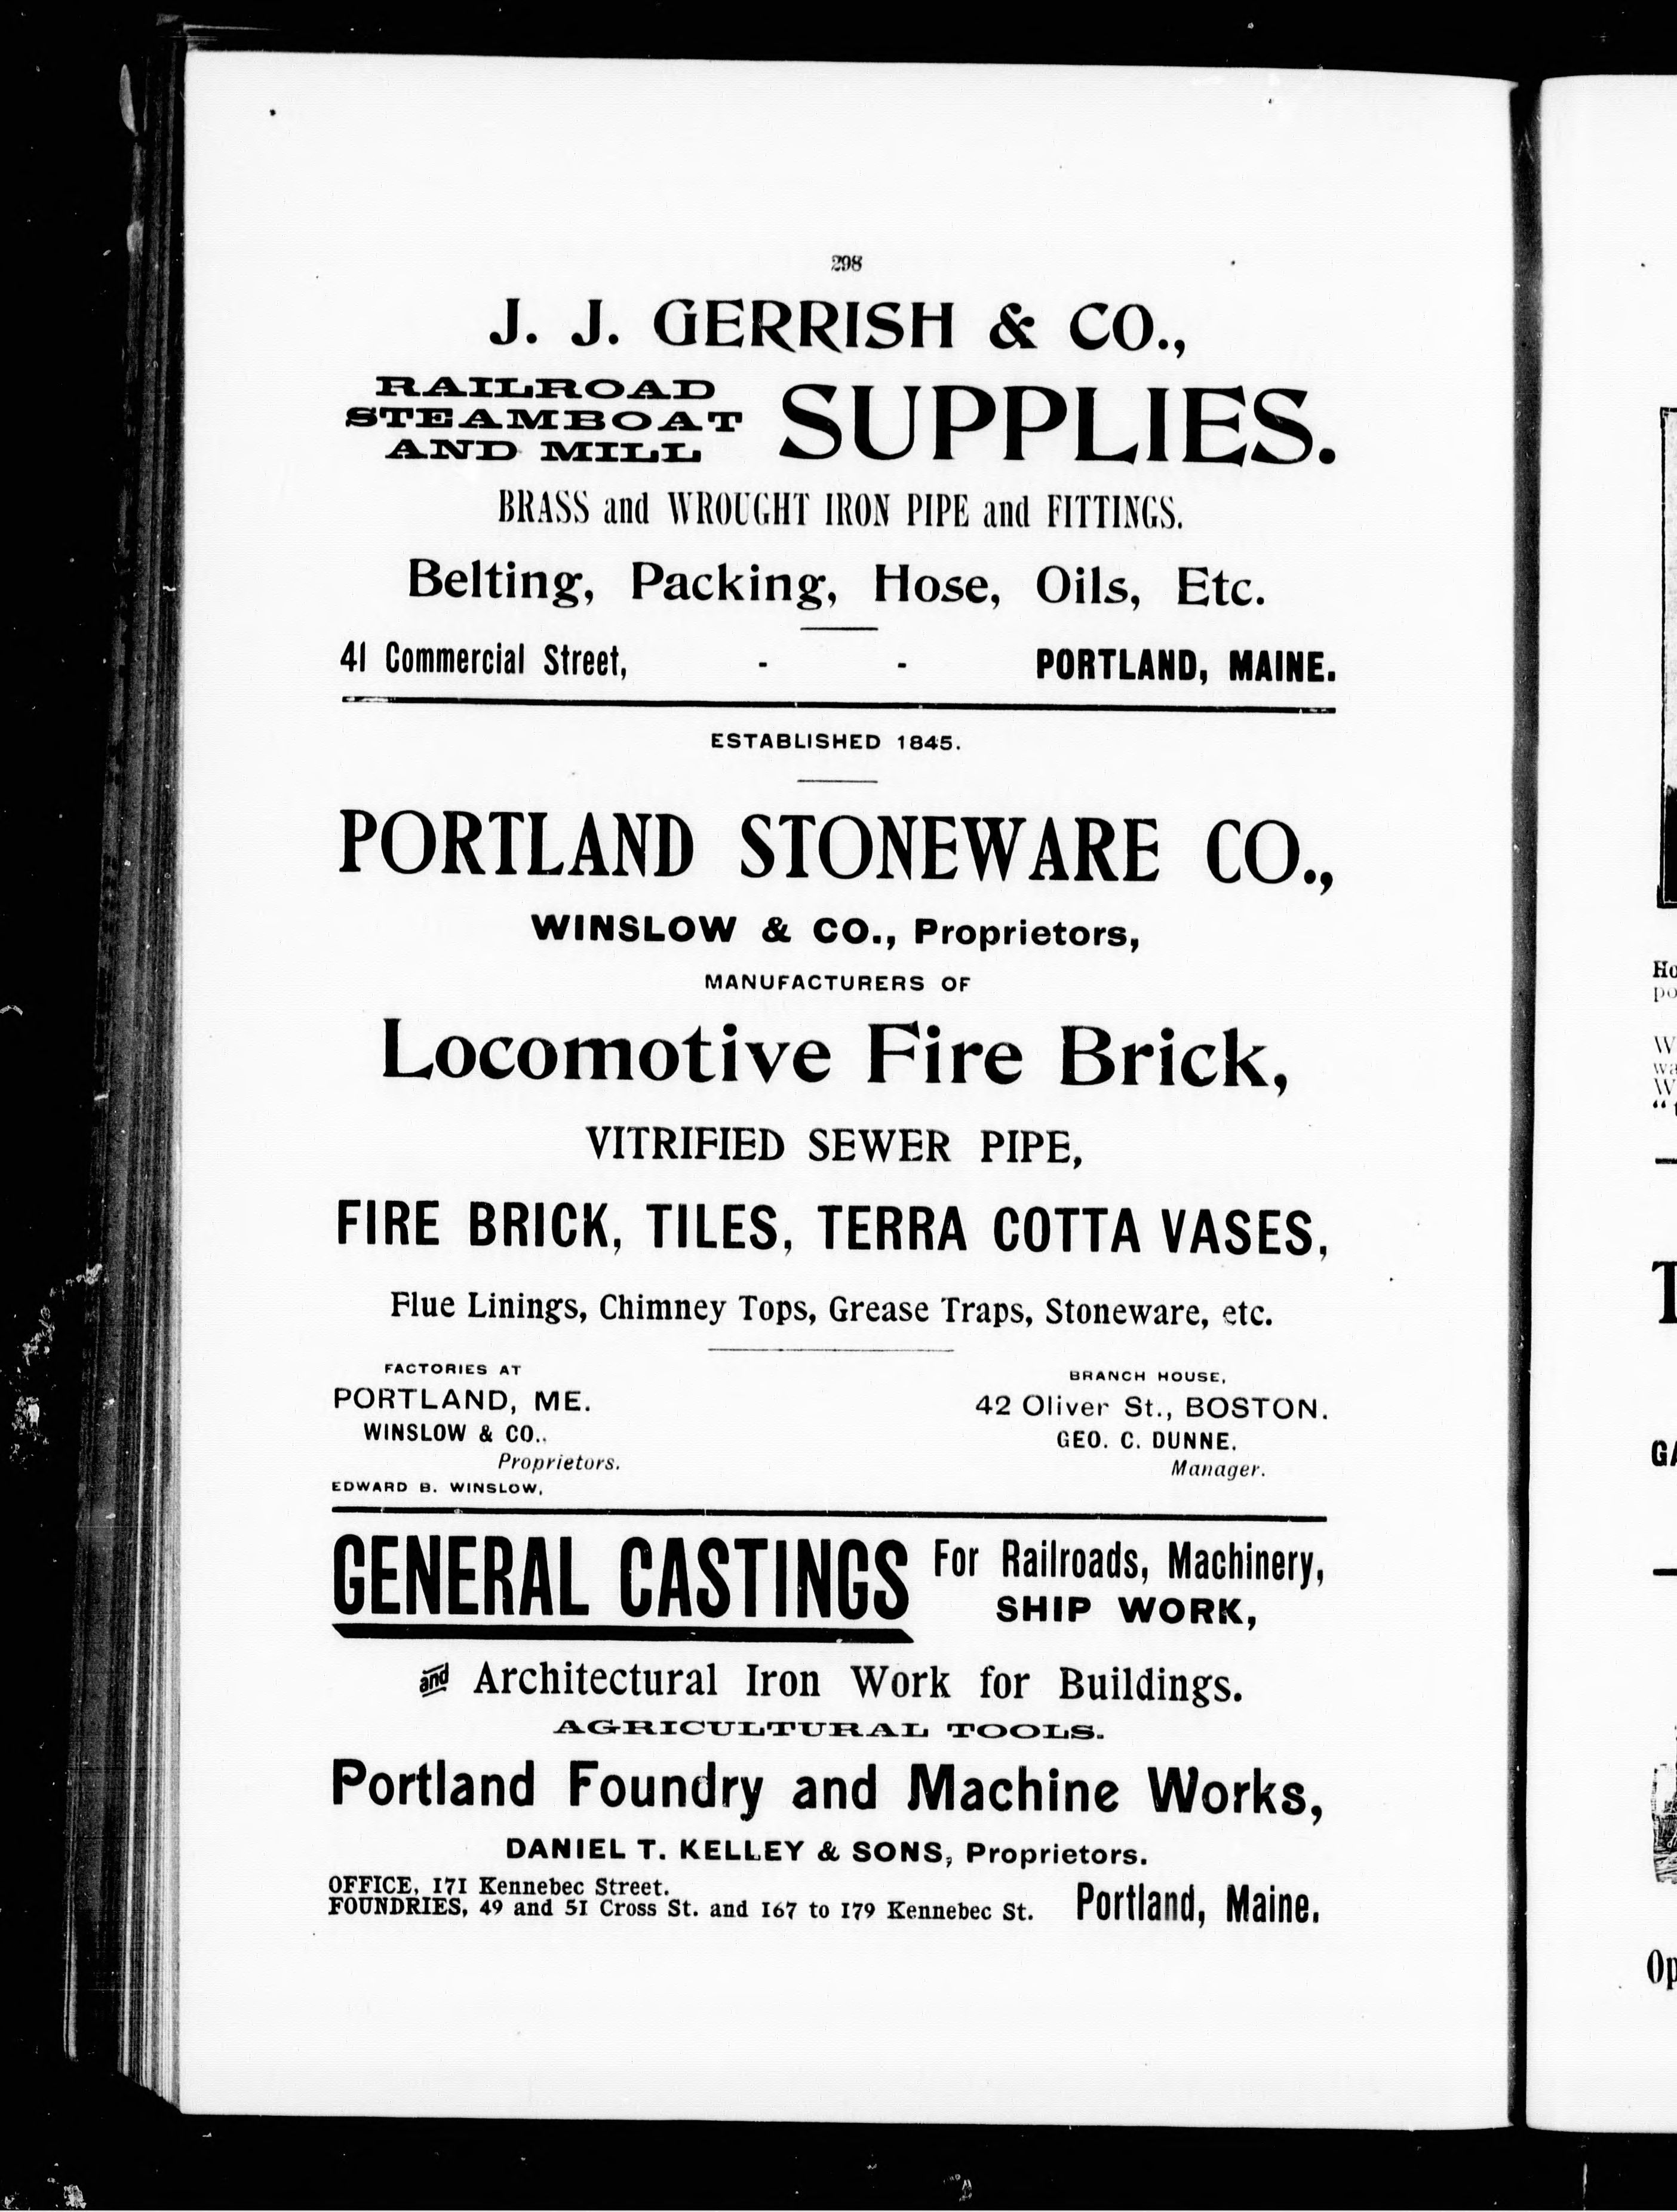 298
J. J. GERRISH & CO.,
RAILROAD
STEAMBOAT
AND MILL
SUPPLIES.
BRASS and WROUGHT IRON PIPE and FITTINGS.
Belting, Packing, Hose, Oils, Etc.
41 Commercial Street, - - PORTLAND, MAINE.
ESTABLISHED 1845.
PORTLAND STONEWARE CO.,
WINSLOW & CO., Proprietors,
MANUFACTURERS OF
Locomotive Fire Brick,
VITRIFIED SEWER PIPE,
FIRE BRICK, TILES, TERRA COTTA VASES,
Flue Linings, Chimney Tops, Grease Traps, Stoneware, etc.
FACTORIES AT
PORTLAND, ME.
WINSLOW & CO.,
Proprietors.
EDWARD B. WINSLOW,
BRANCH HOUSE,
42 Oliver St., BOSTON.
GEO. C. DUNNE.
Manager.
GENERAL CASTINGS
For Railroads, Machinery,
SHIP WORK,
and Architectural Iron Work for Buildings.
AGRICULTURAL TOOLS.
Portland Foundry and Machine Works,
DANIEL T. KELLEY & SONS, Proprietors.
OFFICE, 171 Kennebec Street.
FOUNDRIES, 49 and 51 Cross St. and 167 to 179 Kennebec St.
Portland, Maine.